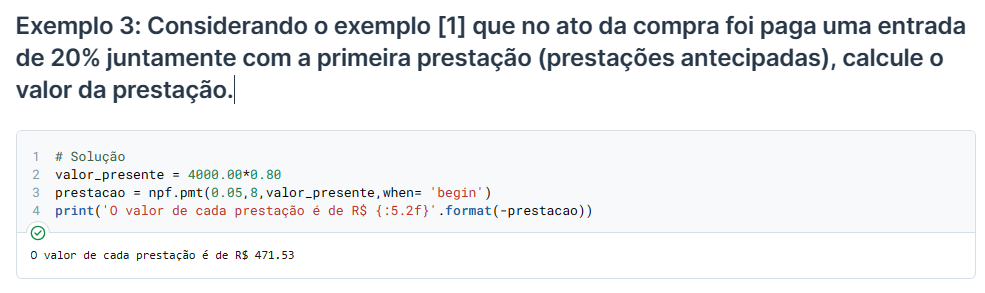 Exemplo 3: Considerando o exemplo [1] que no ato da compra foi paga uma entrada
de 20% juntamente com a primeira prestação (prestações antecipadas), calcule o
valor da prestação.
1 # Solução
2 valor_presente = 4000.00*0.80
3 prestacao = npf.pmt(0.05,8,valor_presente,when= 'begin')
4 print('O valor de cada prestação é de R$ {:5.2f}'.format(-prestacao))
O valor de cada prestação é de R$ 471.53